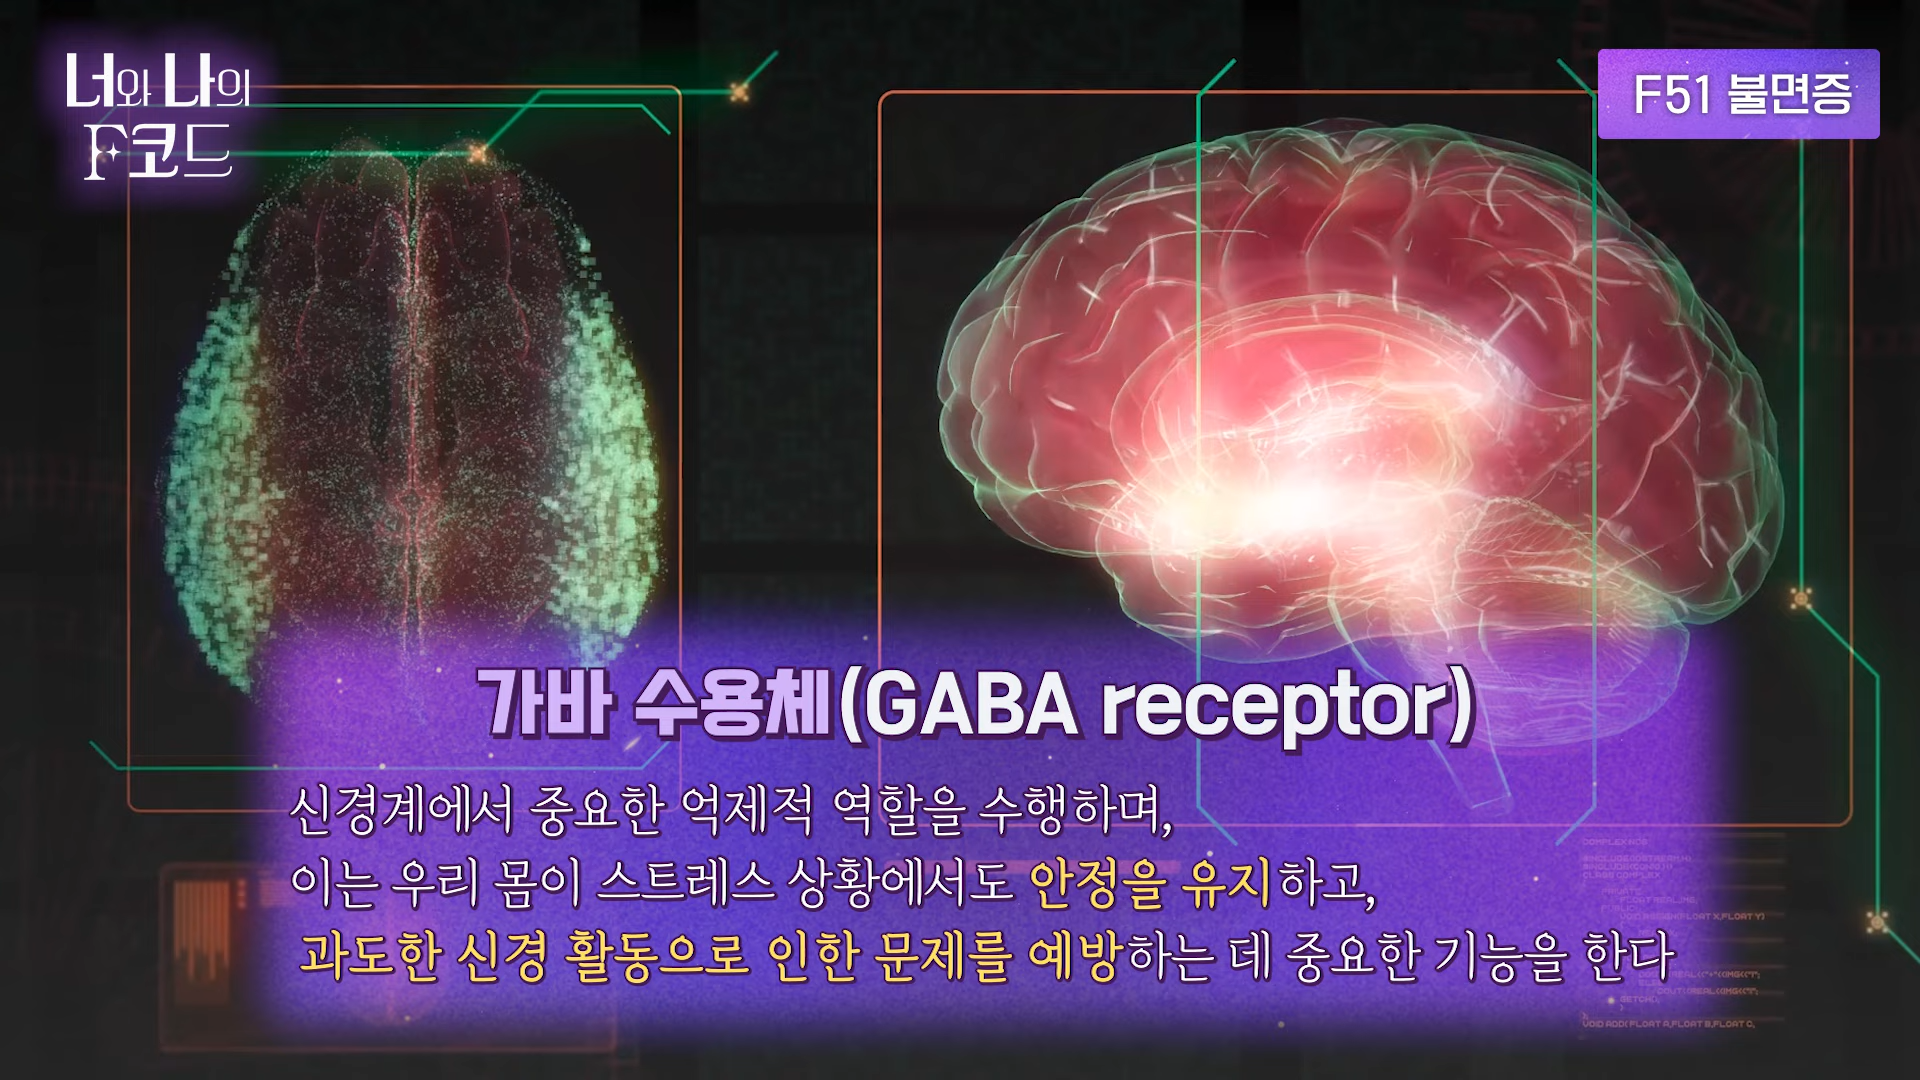 너와 나의
F코드
F51 불면증
가바 수용체(GABA receptor)
신경계에서 중요한 억제적 역할을 수행하며,
이는 우리 몸이 스트레스 상황에서도 안정을 유지하고,
과도한 신경 활동으로 인한 문제를 예방하는 데 중요한 기능을 한다